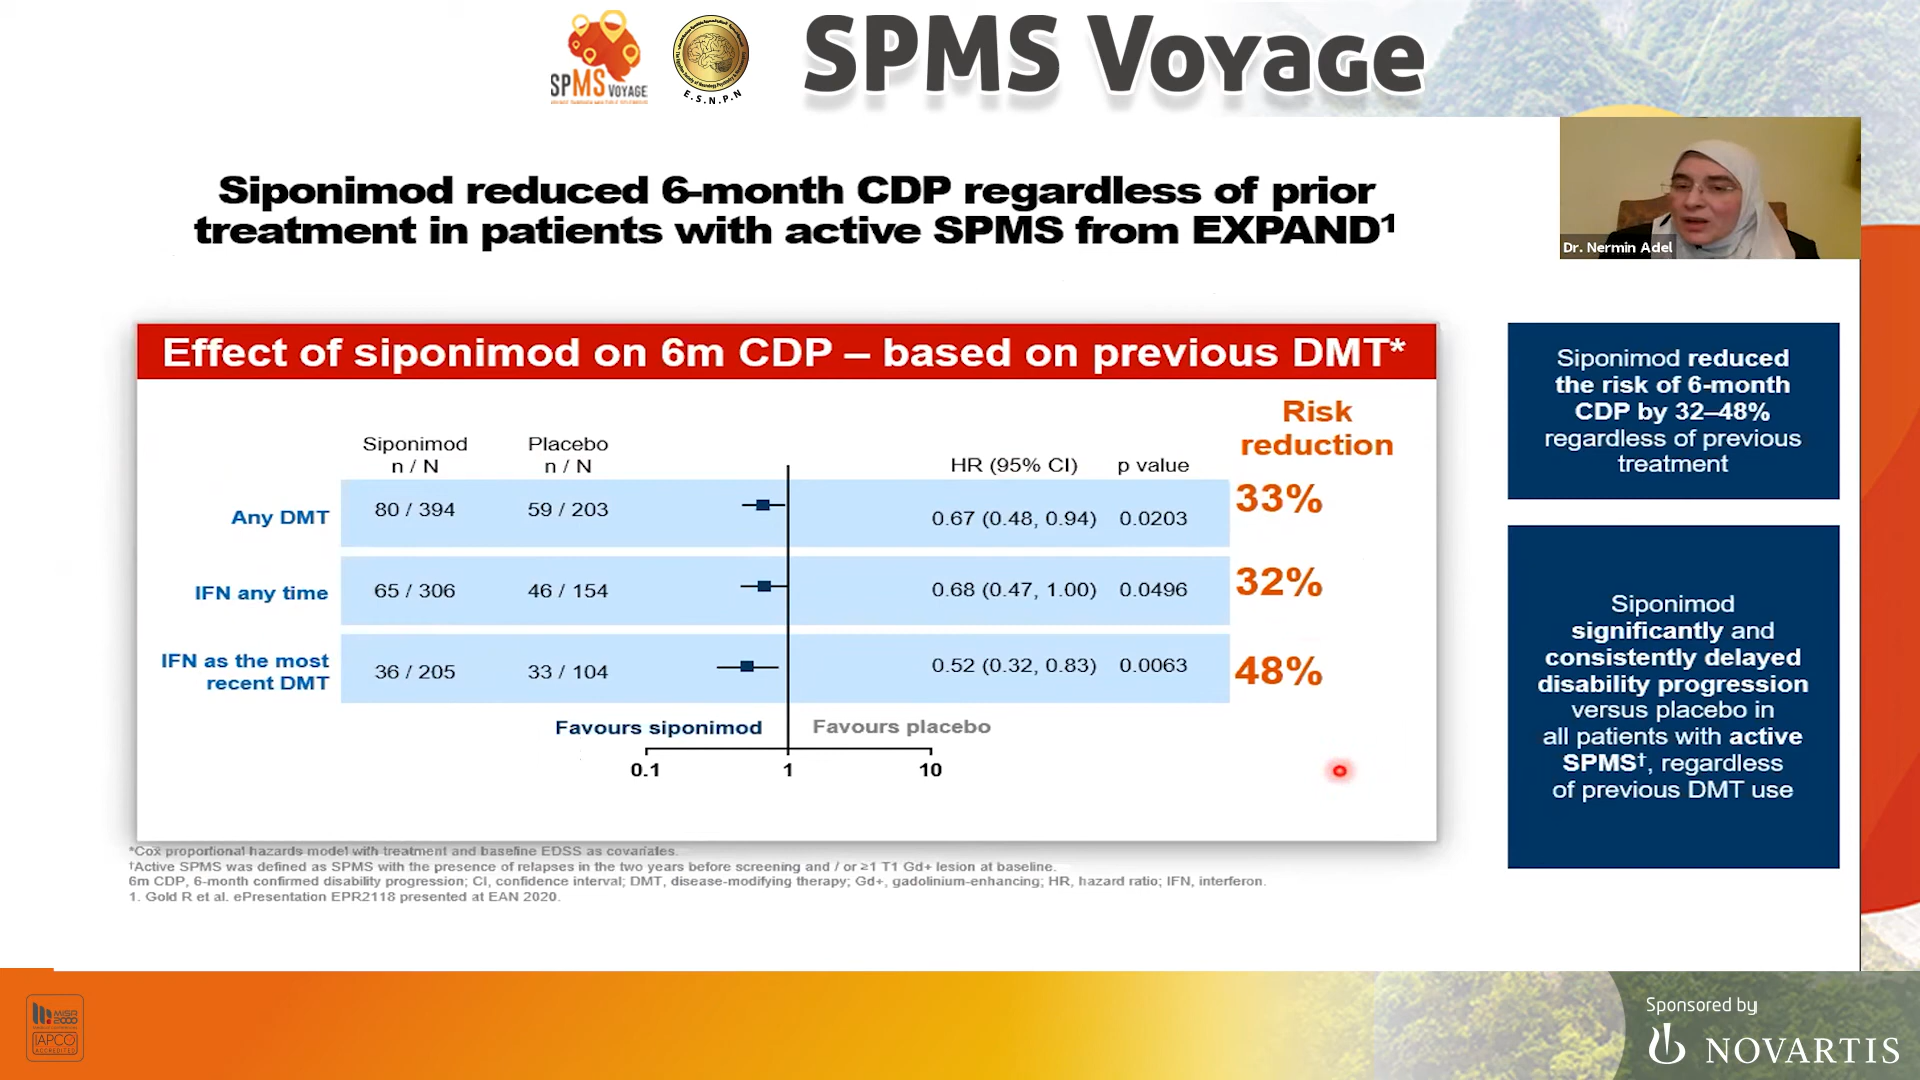 SPMS VOYAGE
E.S.N.P.N
SPMS Voyage
Dr. Nermin Adel
Siponimod reduced 6-month CDP regardless of prior
treatment in patients with active SPMS from EXPAND¹
Effect of siponimod on 6m CDP – based on previous DMT*
Risk
reduction
Siponimod Placebo
n / N n / N HR (95% CI) p value
Any DMT 80 / 394 59 / 203 0.67 (0.48, 0.94) 0.0203 33%
IFN any time 65 / 306 46 / 154 0.68 (0.47, 1.00) 0.0496 32%
IFN as the most
recent DMT 36 / 205 33 / 104 0.52 (0.32, 0.83) 0.0063 48%
Favours siponimod Favours placebo
0.1 1 10
Siponimod reduced
the risk of 6-month
CDP by 32–48%
regardless of previous
treatment
Siponimod
significantly and
consistently delayed
disability progression
versus placebo in
all patients with active
SPMS†, regardless
of previous DMT use
*Cox proportional hazards model with treatment and baseline EDSS as covariates.
†Active SPMS was defined as SPMS with the presence of relapses in the two years before screening and / or ≥1 T1 Gd+ lesion at baseline.
6m CDP, 6-month confirmed disability progression; CI, confidence interval; DMT, disease-modifying therapy; Gd+, gadolinium-enhancing; HR, hazard ratio; IFN, interferon.
1. Gold R et al. ePresentation EPR2118 presented at EAN 2020.
MISR
2000
IAPCO
ACCREDITED
Sponsored by
NOVARTIS